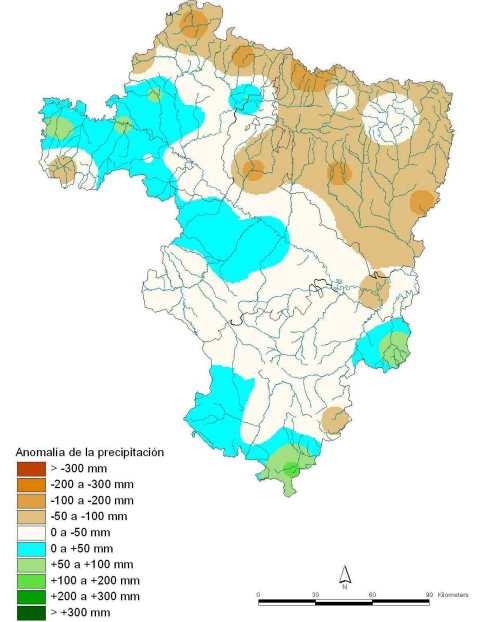 Anomalía de la precipitación
> -300 mm
-200 a -300 mm
-100 a -200 mm
-50 a -100 mm
0 a -50 mm
0 a +50 mm
+50 a +100 mm
+100 a +200 mm
+200 a +300 mm
> +300 mm
N
0 30 60 90 Kilometers